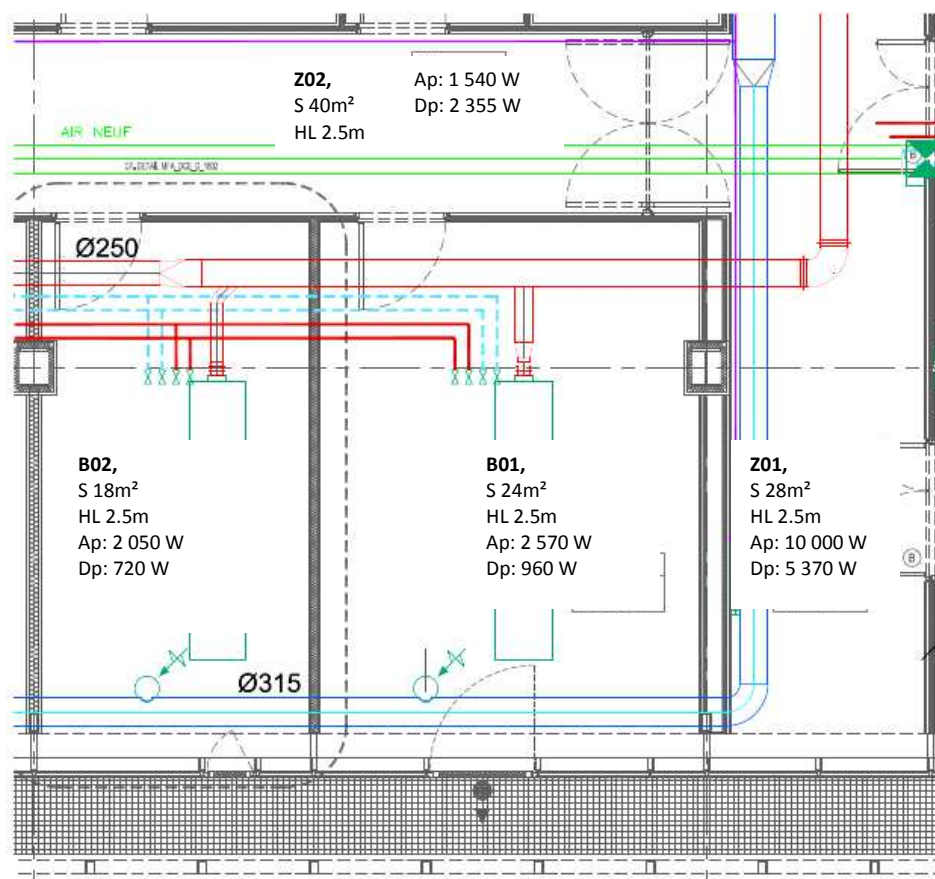 Z02,
S 40m²
HL 2.5m
Ap: 1 540 W
Dp: 2 355 W
AIR NEUF
B
Ø250
B02,
S 18m²
HL 2.5m
Ap: 2 050 W
Dp: 720 W
B01,
S 24m²
HL 2.5m
Ap: 2 570 W
Dp: 960 W
Z01,
S 28m²
HL 2.5m
Ap: 10 000 W
Dp: 5 370 W
B
Ø315